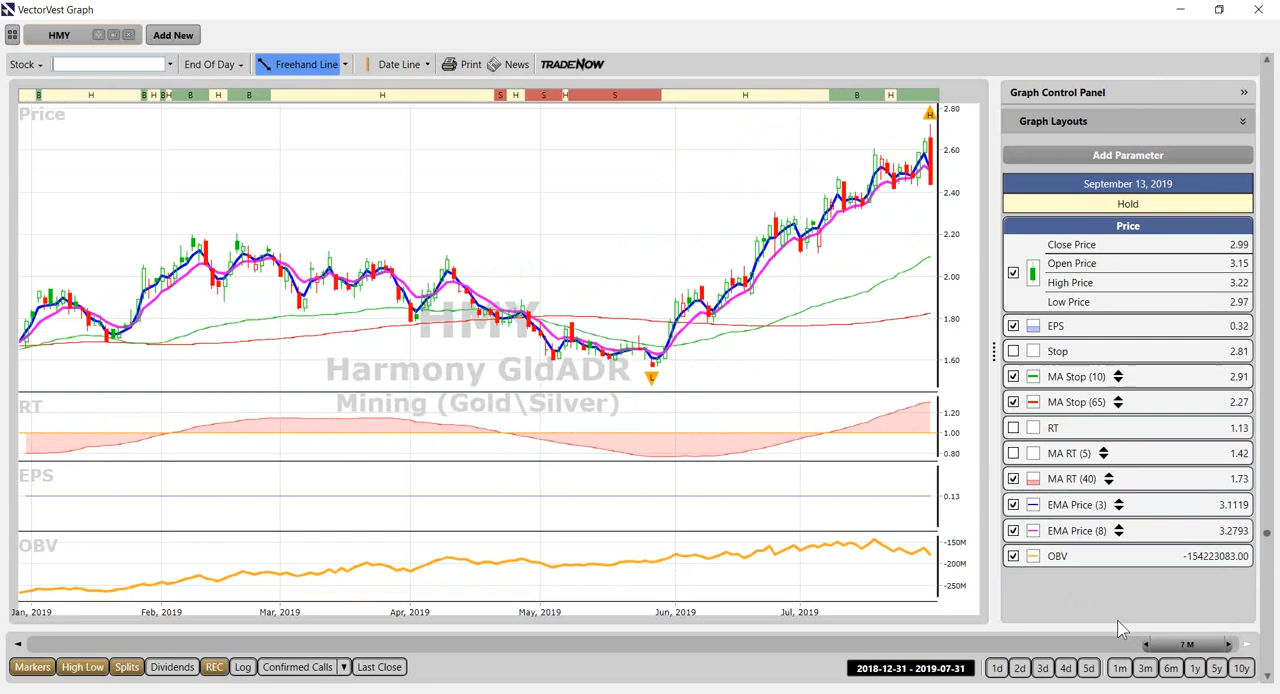 VectorVest Graph
HMY Add New
Stock End Of Day Freehand Line Date Line Print News TRADENOW
B H B H B H B H B H S H S H S H B H
Price
H
2.80
2.60
2.40
2.20
2.00
1.80
1.60
HMY
Harmony GldADR
Mining (Gold\Silver)
L
RT
1.20
1.00
0.80
EPS
0.13
OBV
-150M
-200M
-250M
Jan, 2019 Feb, 2019 Mar, 2019 Apr, 2019 May, 2019 Jun, 2019 Jul, 2019
Graph Control Panel
Graph Layouts
Add Parameter
September 13, 2019
Hold
Price
Close Price 2.99
Open Price 3.15
High Price 3.22
Low Price 2.97
EPS 0.32
Stop 2.81
MA Stop (10) 2.91
MA Stop (65) 2.27
RT 1.13
MA RT (5) 1.42
MA RT (40) 1.73
EMA Price (3) 3.1119
EMA Price (8) 3.2793
OBV -154223083.00
7 M
Markers High Low Splits Dividends REC Log Confirmed Calls Last Close 2018-12-31 - 2019-07-31 1d 2d 3d 4d 5d 1m 3m 6m 1y 5y 10y